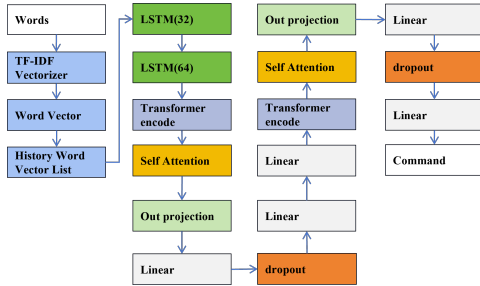 Words
TF-IDF
Vectorizer
Word Vector
History Word
Vector List
LSTM(32)
LSTM(64)
Transformer
encode
Self Attention
Out projection
Linear
dropout
Linear
Linear
Transformer
encode
Self Attention
Out projection
Linear
dropout
Linear
Command